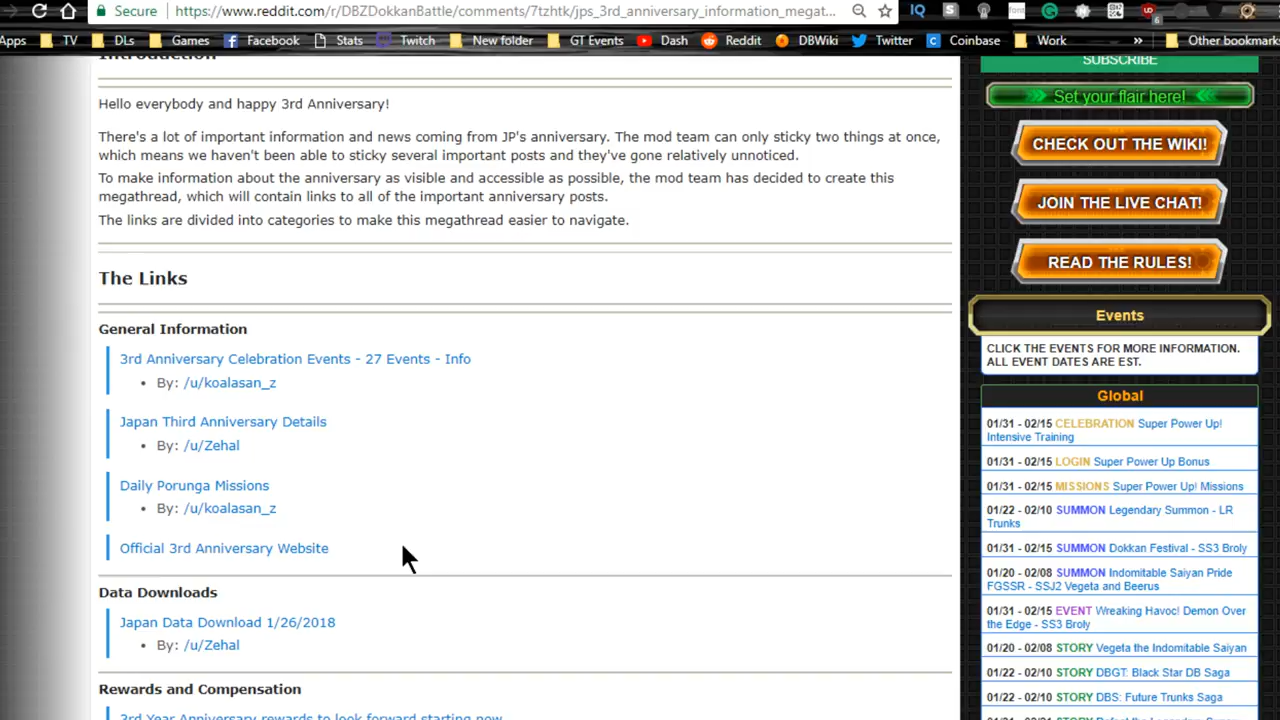 Secure https://www.reddit.com/r/DBZDokkanBattle/comments/7tzhtk/jps_3rd_anniversary_information_megat...
Apps TV DLs Games Facebook Stats Twitch New folder GT Events Dash Reddit DBWiki Twitter Coinbase Work » Other bookmarks
Introduction
Hello everybody and happy 3rd Anniversary!
There's a lot of important information and news coming from JP's anniversary. The mod team can only sticky two things at once,
which means we haven't been able to sticky several important posts and they've gone relatively unnoticed.
To make information about the anniversary as visible and accessible as possible, the mod team has decided to create this
megathread, which will contain links to all of the important anniversary posts.
The links are divided into categories to make this megathread easier to navigate.
The Links
General Information
3rd Anniversary Celebration Events - 27 Events - Info
• By: /u/koalasan_z
Japan Third Anniversary Details
• By: /u/Zehal
Daily Porunga Missions
• By: /u/koalasan_z
Official 3rd Anniversary Website
Data Downloads
Japan Data Download 1/26/2018
• By: /u/Zehal
Rewards and Compensation
3rd Year Anniversary rewards to look forward starting now
SUBSCRIBE
Set your flair here!
CHECK OUT THE WIKI!
JOIN THE LIVE CHAT!
READ THE RULES!
Events
CLICK THE EVENTS FOR MORE INFORMATION.
ALL EVENT DATES ARE EST.
Global
01/31 - 02/15 CELEBRATION Super Power Up!
Intensive Training
01/31 - 02/15 LOGIN Super Power Up Bonus
01/31 - 02/15 MISSIONS Super Power Up! Missions
01/22 - 02/10 SUMMON Legendary Summon - LR
Trunks
01/31 - 02/15 SUMMON Dokkan Festival - SS3 Broly
01/20 - 02/08 SUMMON Indomitable Saiyan Pride
FGSSR - SSJ2 Vegeta and Beerus
01/31 - 02/15 EVENT Wreaking Havoc! Demon Over
the Edge - SS3 Broly
01/20 - 02/08 STORY Vegeta the Indomitable Saiyan
01/22 - 02/10 STORY DBGT: Black Star DB Saga
01/22 - 02/10 STORY DBS: Future Trunks Saga